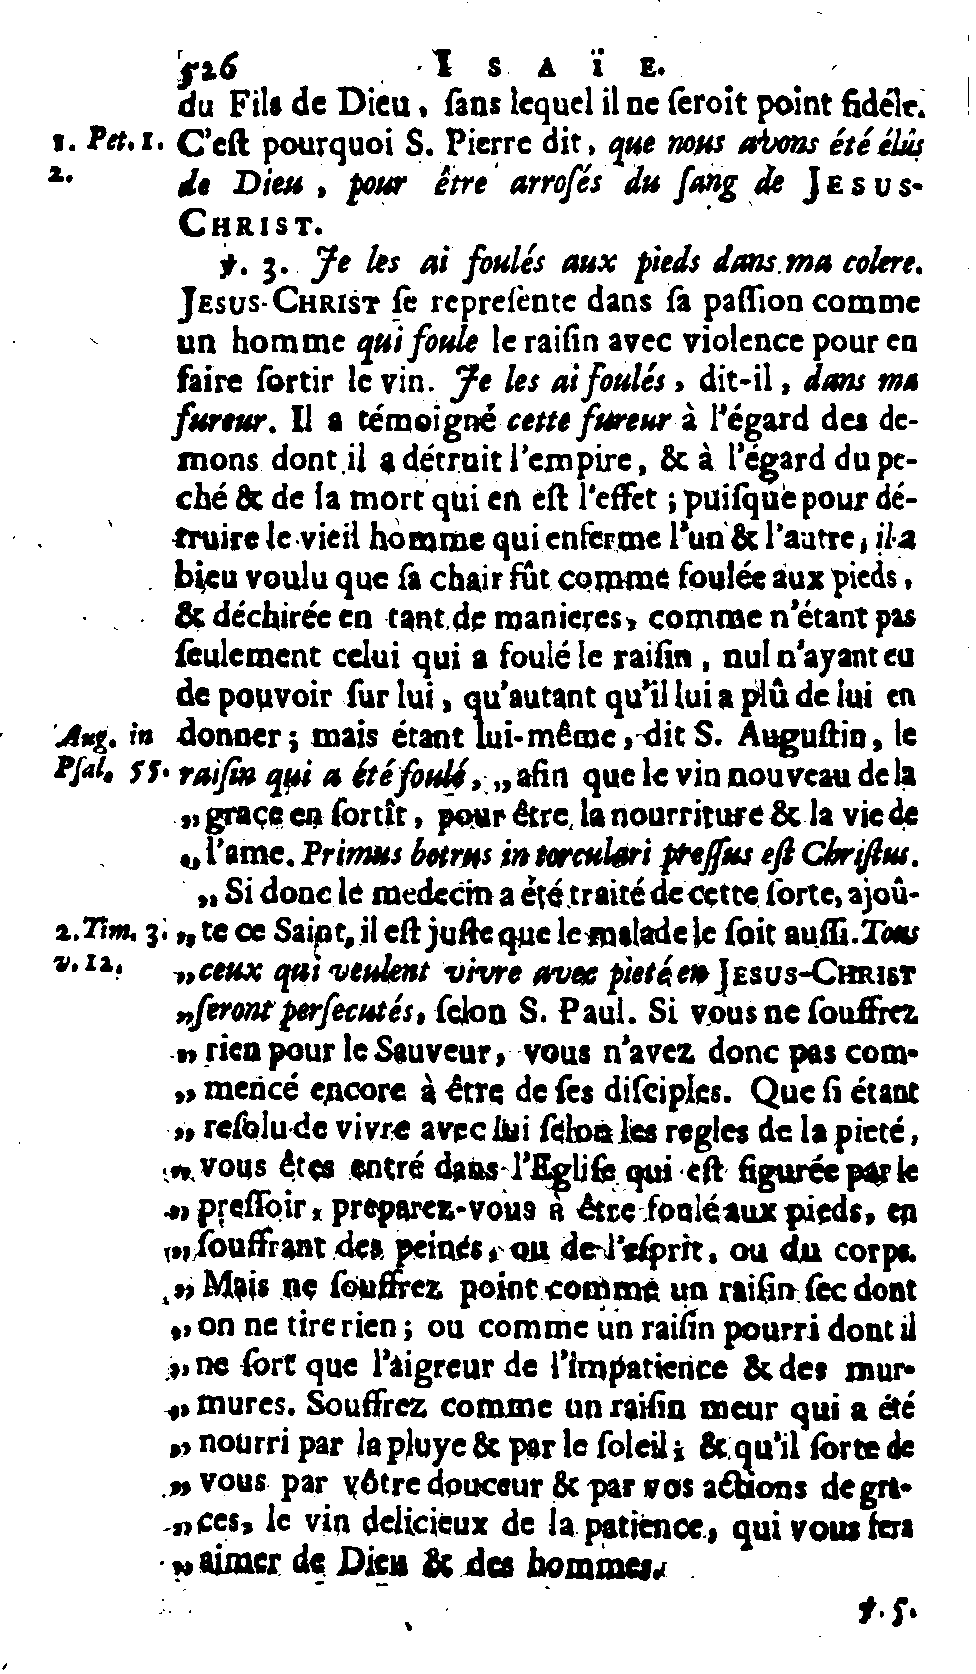 526 ISAÏE.
du Fils de Dieu, ſans lequel il ne ſeroit point fidéle.
1. Pet. 1. C'eſt pourquoi S. Pierre dit, que nous avons été élûs
2. de Dieu, pour être arroſés du ſang de JESUS-
CHRIST.
℣. 3. Je les ai foulés aux pieds dans ma colere.
JESUS-CHRIST ſe repreſente dans ſa paſſion comme
un homme qui foule le raiſin avec violence pour en
faire ſortir le vin. Je les ai foulés, dit-il, dans ma
fureur. Il a témoigné cette fureur à l'égard des de-
mons dont il a détruit l'empire, & à l'égard du pe-
ché & de la mort qui en eſt l'effet; puiſque pour dé-
truire le vieil homme qui enferme l'un & l'autre, il a
bieu voulu que ſa chair fût comme foulée aux pieds,
& déchirée en tant de manieres, comme n'étant pas
ſeulement celui qui a foulé le raiſin, nul n'ayant eu
de pouvoir ſur lui, qu'autant qu'il lui a plû de lui en
Aug. in donner; mais étant lui-même, dit S. Auguſtin, le
Pſal. 55. raiſin qui a été foulé, „ afin que le vin nouveau de la
„ grace en ſortît, pour être la nourriture & la vie de
„ l'ame. Primus botrus in torculari preſſus eſt Chriſtus.
„ Si donc le medecin a été traité de cette ſorte, ajoû-
2. Tim. 3. „ te ce Saint, il eſt juſte que le malade le ſoit auſſi. Tous
v. 12. „ ceux qui veulent vivre avec pieté en JESUS-CHRIST
„ ſeront perſecutés, ſelon S. Paul. Si vous ne ſouffrez
„ rien pour le Sauveur, vous n'avez donc pas com-
„ mencé encore à être de ſes diſciples. Que ſi étant
„ reſolu de vivre avec lui ſelon les regles de la pieté,
„ vous êtes entré dans l'Egliſe qui eſt figurée par le
„ preſſoir, preparez-vous à être foulé aux pieds, en
„ ſouffrant des peines, ou de l'eſprit, ou du corps.
„ Mais ne ſouffrez point comme un raiſin ſec dont
„ on ne tire rien; ou comme un raiſin pourri dont il
„ ne ſort que l'aigreur de l'impatience & des mur-
„ mures. Souffrez comme un raiſin meur qui a été
„ nourri par la pluye & par le ſoleil; & qu'il ſorte de
„ vous par vôtre douceur & par vos actions de gra-
„ ces, le vin delicieux de la patience, qui vous fera
„ aimer de Dieu & des hommes.
℣. 5.